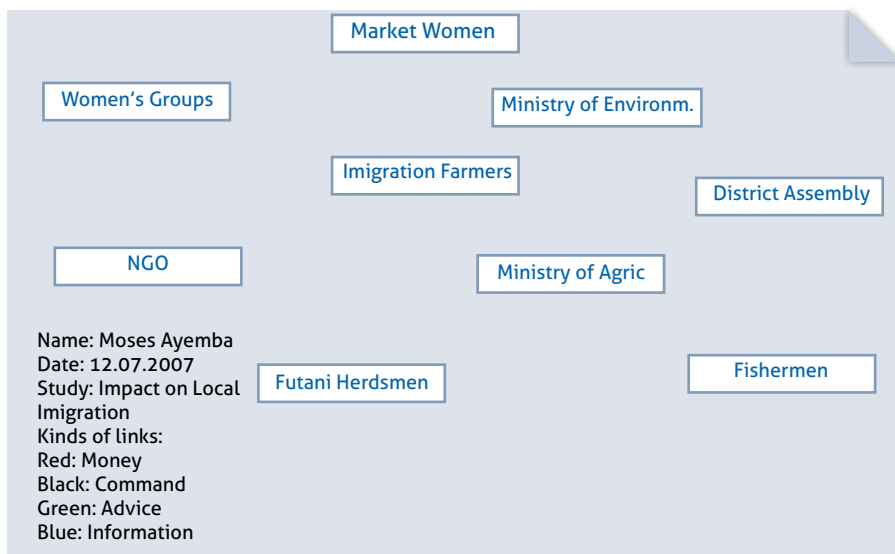 Market Women
Women's Groups
Ministry of Environm.
Imigration Farmers
District Assembly
NGO
Ministry of Agric
Name: Moses Ayemba
Date: 12.07.2007
Study: Impact on Local
Imigration
Kinds of links:
Red: Money
Black: Command
Green: Advice
Blue: Information
Futani Herdsmen
Fishermen